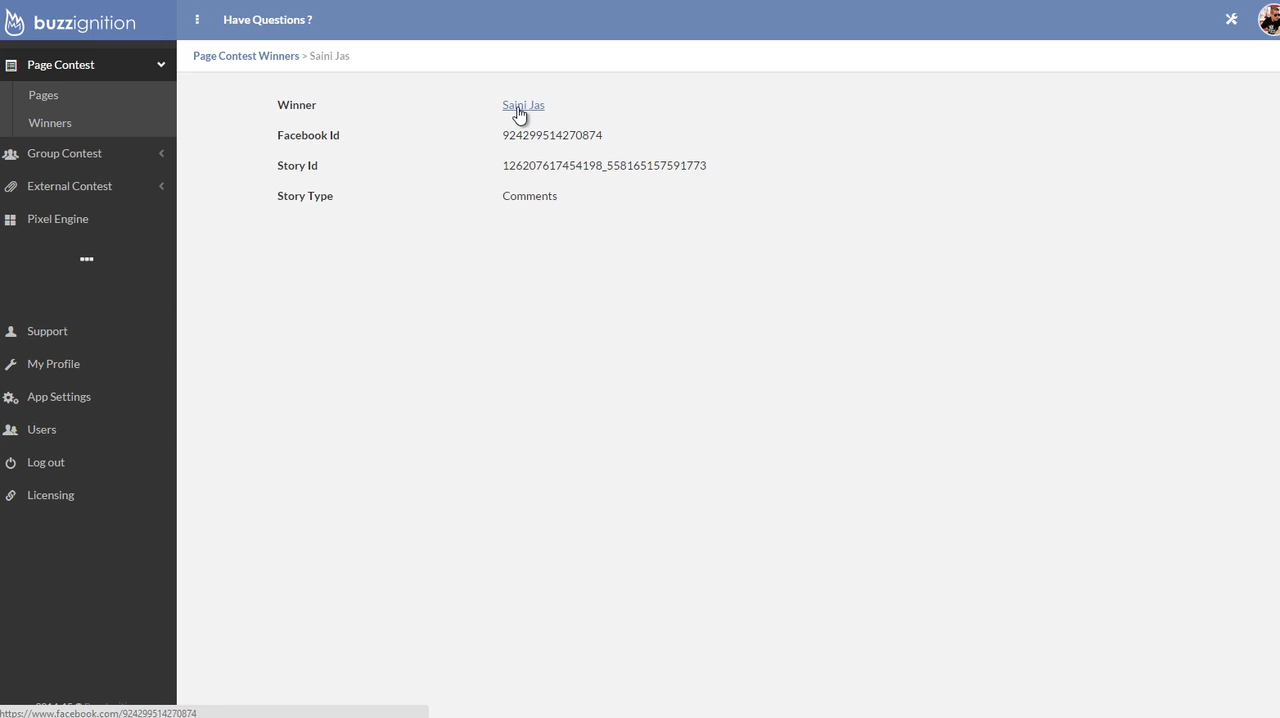 buzzignition
Have Questions ?
Page Contest Winners > Saini Jas
Page Contest
Pages
Winners
Group Contest
External Contest
Pixel Engine
Support
My Profile
App Settings
Users
Log out
Licensing
Winner Saini Jas
Facebook Id 924299514270874
Story Id 126207617454198_558165157591773
Story Type Comments
https://www.facebook.com/924299514270874